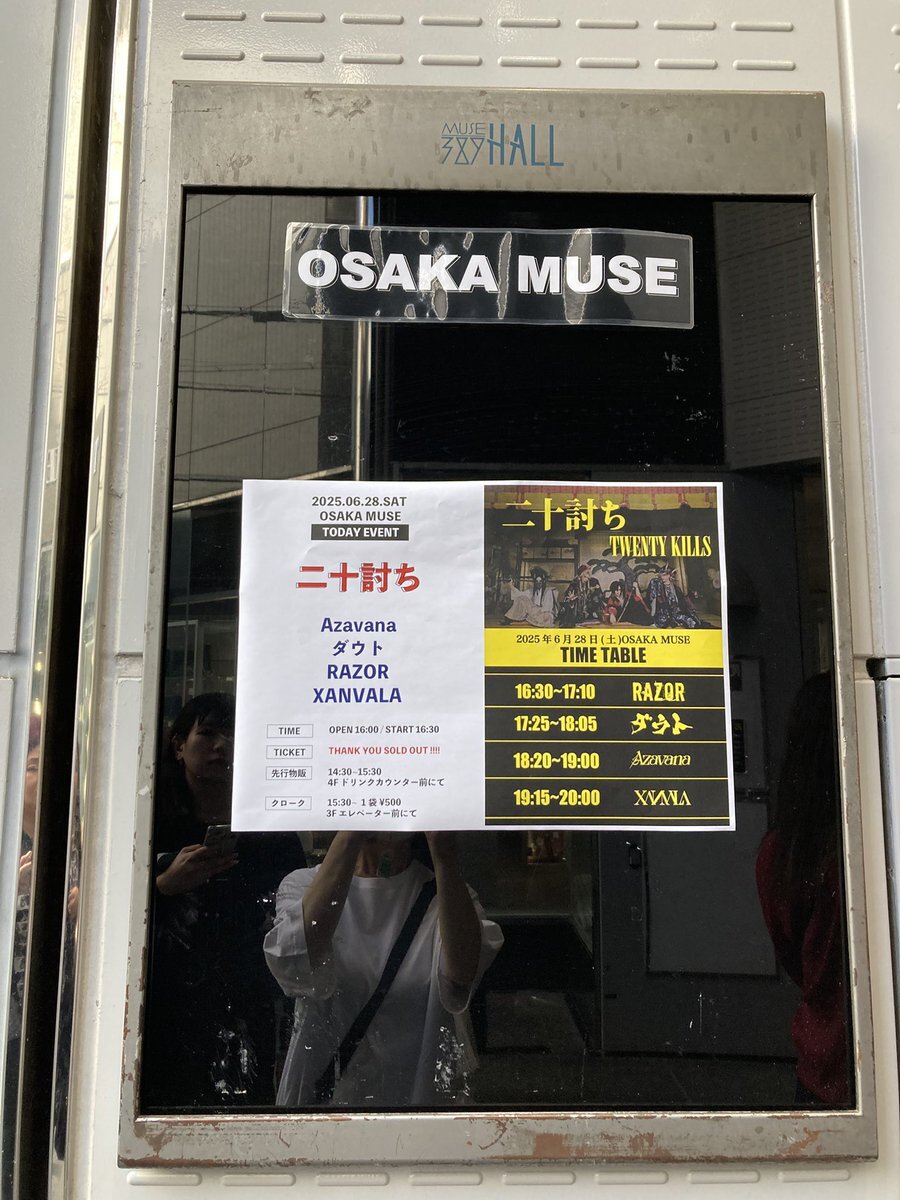 MUSE
387 HALL
OSAKA MUSE
2025.06.28.SAT
OSAKA MUSE
TODAY EVENT
二十討ち
Azavana
ダウト
RAZOR
XANVALA
TIME OPEN 16:00 / START 16:30
TICKET THANK YOU SOLD OUT !!!!
先行物販 14:30~15:30
4F ドリンクカウンター前にて
クローク 15:30~ 1袋 ¥500
3F エレベーター前にて
二十討ち
TWENTY KILLS
2025年6月28日(土)OSAKA MUSE
TIME TABLE
16:30~17:10 RAZOR
17:25~18:05 ダウト
18:20~19:00 Azavana
19:15~20:00 XANVALA